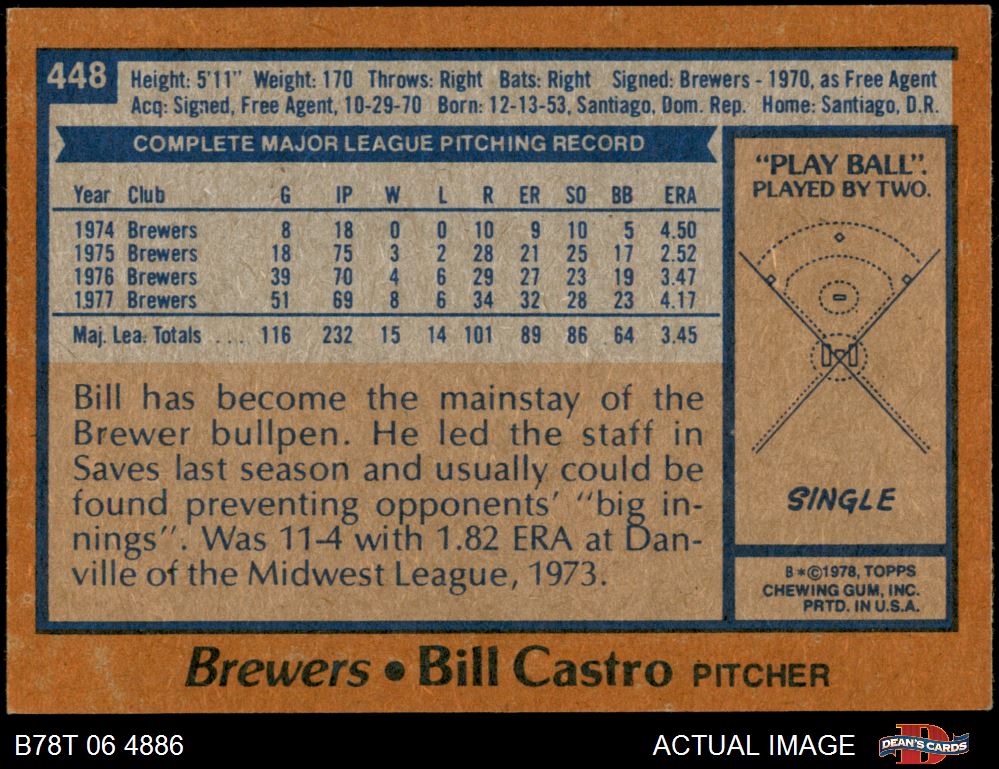 448
Height: 5'11" Weight: 170 Throws: Right Bats: Right Signed: Brewers - 1970, as Free Agent
Acq: Signed, Free Agent, 10-29-70 Born: 12-13-53, Santiago, Dom. Rep. Home: Santiago, D.R.
COMPLETE MAJOR LEAGUE PITCHING RECORD
Year Club G IP W L R ER SO BB ERA
1974 Brewers 8 18 0 0 10 9 10 5 4.50
1975 Brewers 18 75 3 2 28 21 25 17 2.52
1976 Brewers 39 70 4 6 29 27 23 19 3.47
1977 Brewers 51 69 8 6 34 32 28 23 4.17
Maj. Lea. Totals .... 116 232 15 14 101 89 86 64 3.45
Bill has become the mainstay of the
Brewer bullpen. He led the staff in
Saves last season and usually could be
found preventing opponents' "big in-
nings". Was 11-4 with 1.82 ERA at Dan-
ville of the Midwest League, 1973.
"PLAY BALL".
PLAYED BY TWO.
SINGLE
B*©1978, TOPPS
CHEWING GUM, INC.
PRTD. IN U.S.A.
Brewers • Bill Castro PITCHER
B78T 06 4886
ACTUAL IMAGE
D
DEAN'S CARDS